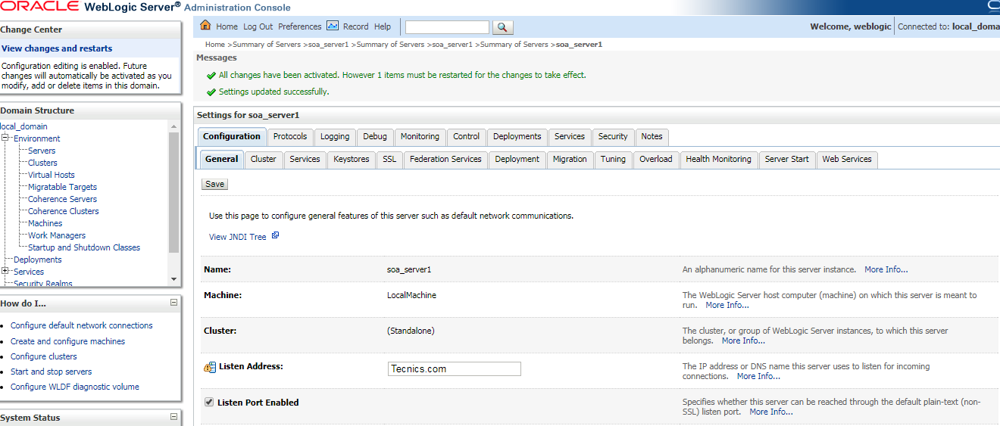 ORACLE WebLogic Server® Administration Console
Change Center
View changes and restarts
Configuration editing is enabled. Future
changes will automatically be activated as you
modify, add or delete items in this domain.
Domain Structure
local_domain
Environment
Servers
Clusters
Virtual Hosts
Migratable Targets
Coherence Servers
Coherence Clusters
Machines
Work Managers
Startup and Shutdown Classes
Deployments
Services
Security Realms
How do I...
Configure default network connections
Create and configure machines
Configure clusters
Start and stop servers
Configure WLDF diagnostic volume
System Status
Home Log Out Preferences Record Help
Welcome, weblogic Connected to: local_doma
Home >Summary of Servers >soa_server1 >Summary of Servers >soa_server1 >Summary of Servers >soa_server1
Messages
All changes have been activated. However 1 items must be restarted for the changes to take effect.
Settings updated successfully.
Settings for soa_server1
Configuration Protocols Logging Debug Monitoring Control Deployments Services Security Notes
General Cluster Services Keystores SSL Federation Services Deployment Migration Tuning Overload Health Monitoring Server Start Web Services
Save
Use this page to configure general features of this server such as default network communications.
View JNDI Tree
Name: soa_server1 An alphanumeric name for this server instance. More Info...
Machine: LocalMachine The WebLogic Server host computer (machine) on which this server is meant to
run. More Info...
Cluster: (Standalone) The cluster, or group of WebLogic Server instances, to which this server
belongs. More Info...
Listen Address: Tecnics.com The IP address or DNS name this server uses to listen for incoming
connections. More Info...
Listen Port Enabled Specifies whether this server can be reached through the default plain-text (non-
SSL) listen port. More Info...